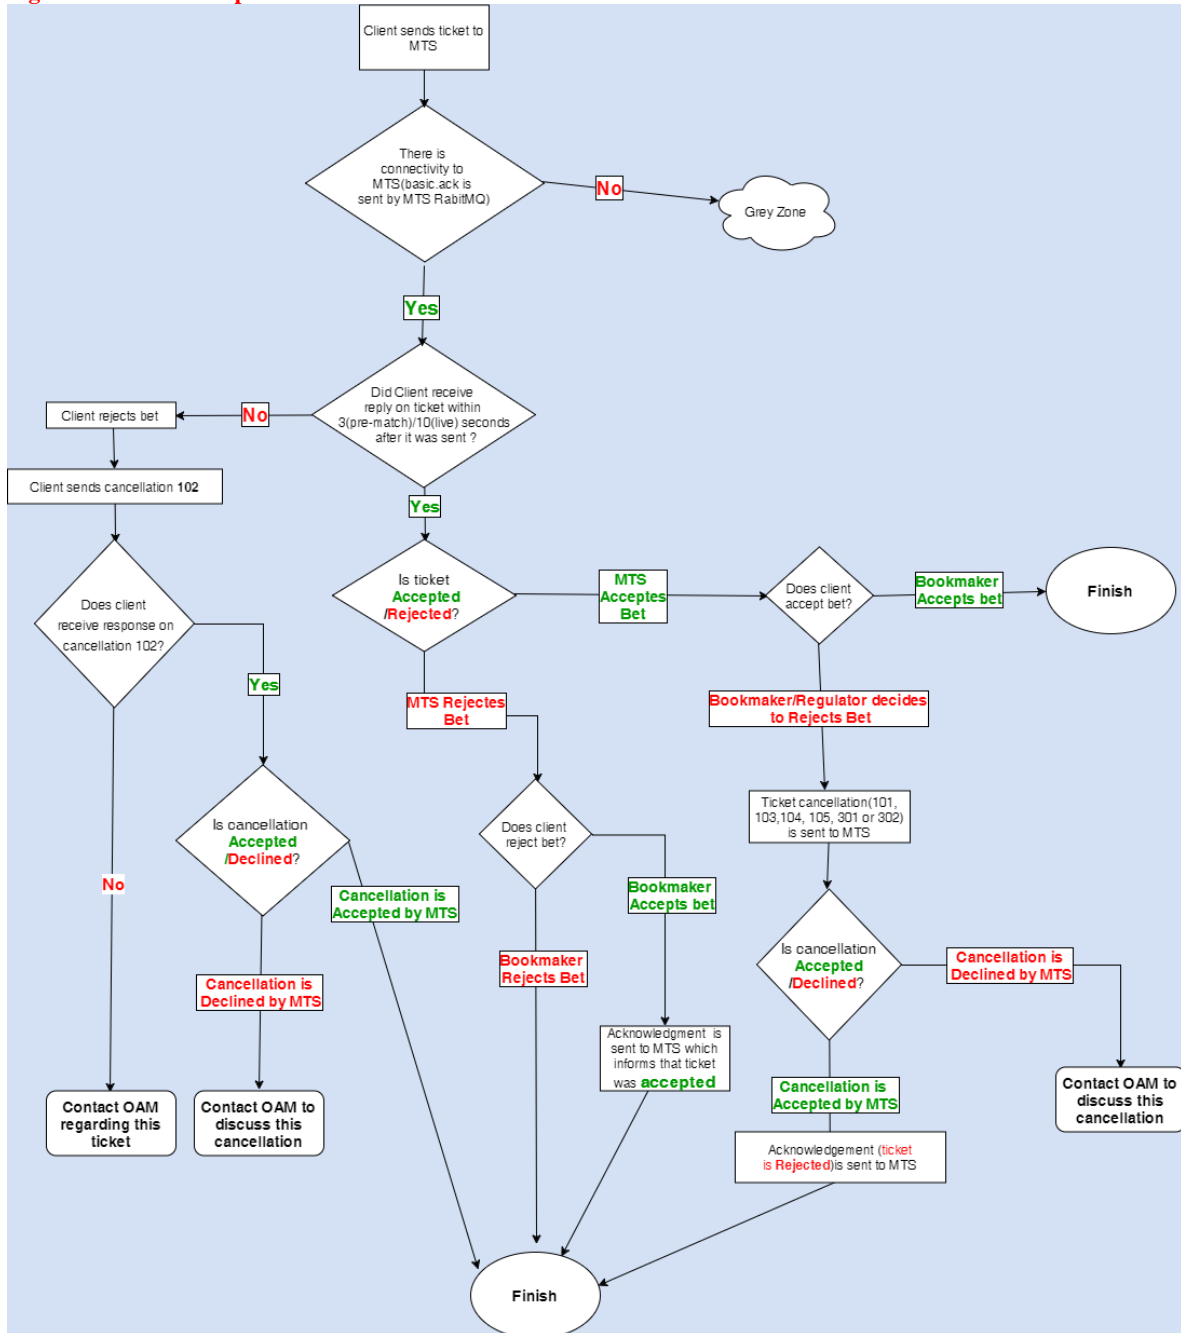 Client sends ticket to
MTS
There is
connectivity to
MTS(basic.ack is
sent by MTS RabitMQ)
No
Grey Zone
Yes
Did Client receive
reply on ticket within
3(pre-match)/10(live) seconds
after it was sent ?
No
Client rejects bet
Client sends cancellation 102
Yes
Is ticket
Accepted
/Rejected?
MTS
Acceptes
Bet
Does client
accept bet?
Bookmaker
Accepts bet
Finish
Does client
receive response on
cancellation 102?
Yes
MTS Rejectes
Bet
Bookmaker/Regulator decides
to Rejects Bet
Ticket cancellation(101,
103,104, 105, 301 or 302)
is sent to MTS
Is cancellation
Accepted
/Declined?
Does client
reject bet?
No
Cancellation is
Accepted by MTS
Bookmaker
Accepts bet
Bookmaker
Rejects Bet
Is cancellation
Accepted
/Declined?
Cancellation is
Declined by MTS
Cancellation is
Declined by MTS
Acknowledgment is
sent to MTS which
informs that ticket
was accepted
Cancellation is
Accepted by MTS
Contact OAM
regarding this
ticket
Contact OAM to
discuss this
cancellation
Contact OAM to
discuss this
cancellation
Acknowledgement (ticket
is Rejected)is sent to MTS
Finish